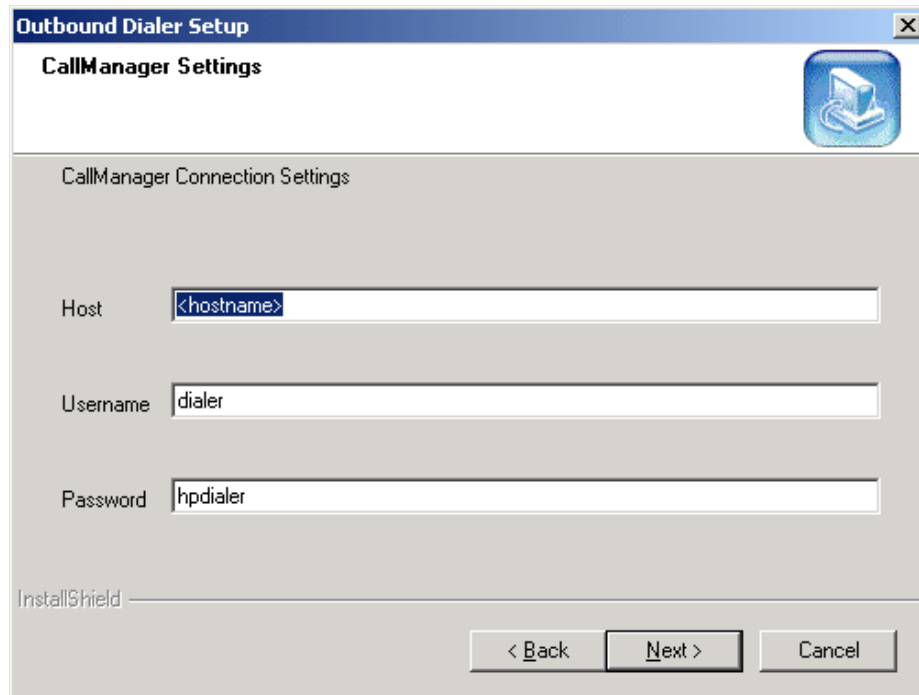 Outbound Dialer Setup
CallManager Settings
CallManager Connection Settings
Host <hostname>
Username dialer
Password hpdialer
InstallShield
< Back Next > Cancel